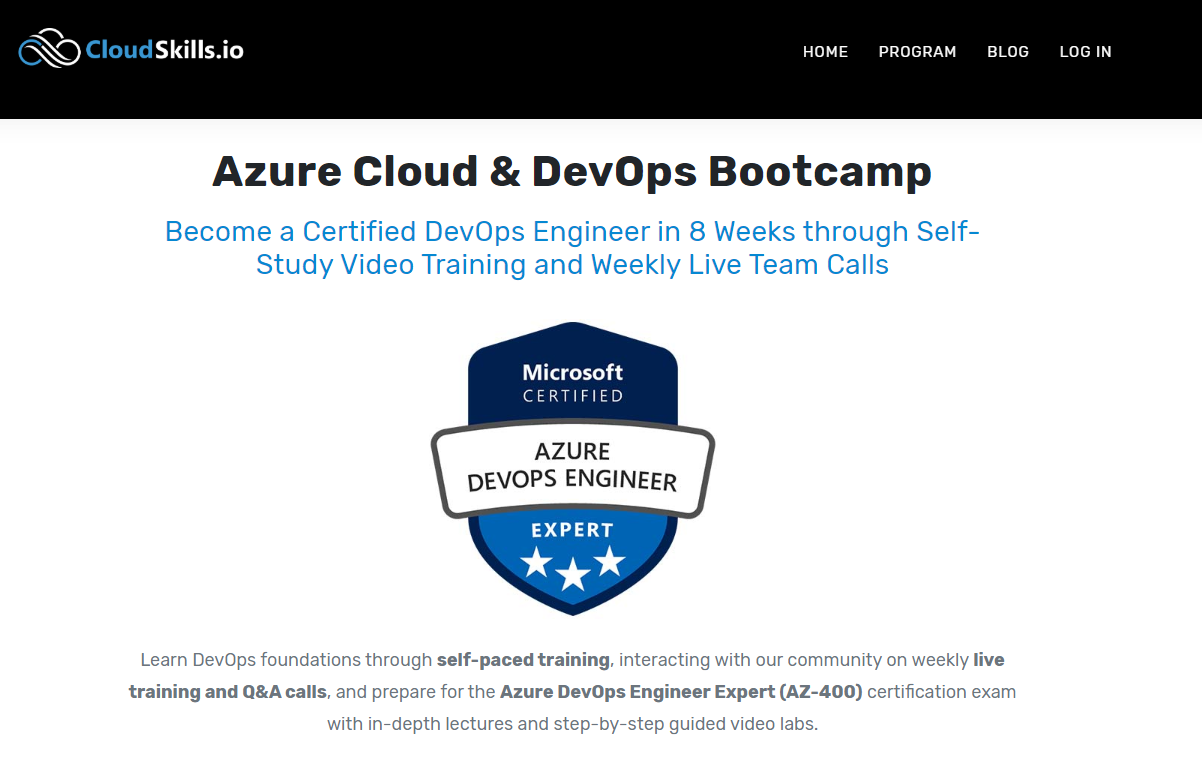 CloudSkills.io
HOME PROGRAM BLOG LOG IN
Azure Cloud & DevOps Bootcamp
Become a Certified DevOps Engineer in 8 Weeks through Self-
Study Video Training and Weekly Live Team Calls
Microsoft
CERTIFIED
AZURE
DEVOPS ENGINEER
EXPERT
Learn DevOps foundations through self-paced training, interacting with our community on weekly live
training and Q&A calls, and prepare for the Azure DevOps Engineer Expert (AZ-400) certification exam
with in-depth lectures and step-by-step guided video labs.